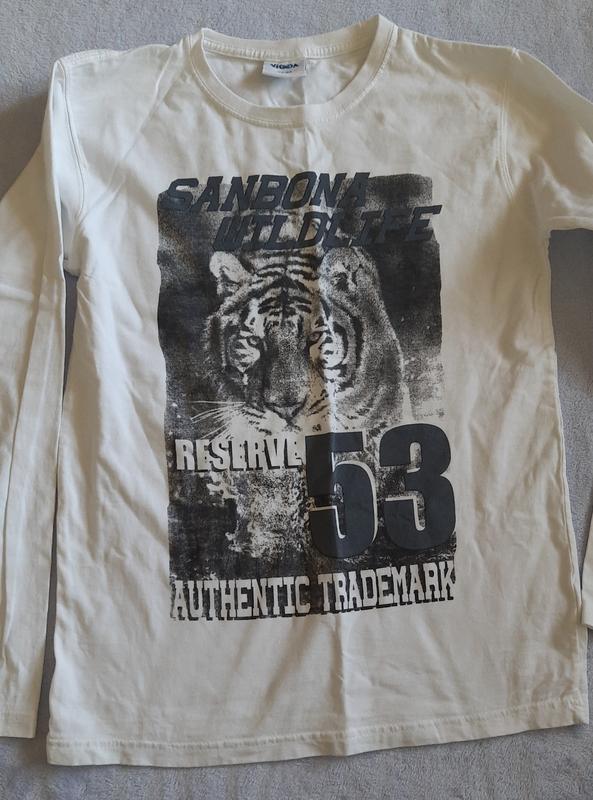 SANBONA
WILDLIFE
RESERVE
53
AUTHENTIC TRADEMARK